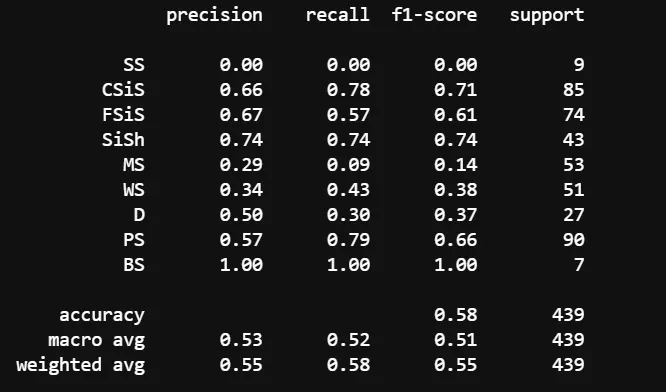 precision recall f1-score support
SS 0.00 0.00 0.00 9
CSiS 0.66 0.78 0.71 85
FSiS 0.67 0.57 0.61 74
SiSh 0.74 0.74 0.74 43
MS 0.29 0.09 0.14 53
WS 0.34 0.43 0.38 51
D 0.50 0.30 0.37 27
PS 0.57 0.79 0.66 90
BS 1.00 1.00 1.00 7
accuracy 0.58 439
macro avg 0.53 0.52 0.51 439
weighted avg 0.55 0.58 0.55 439